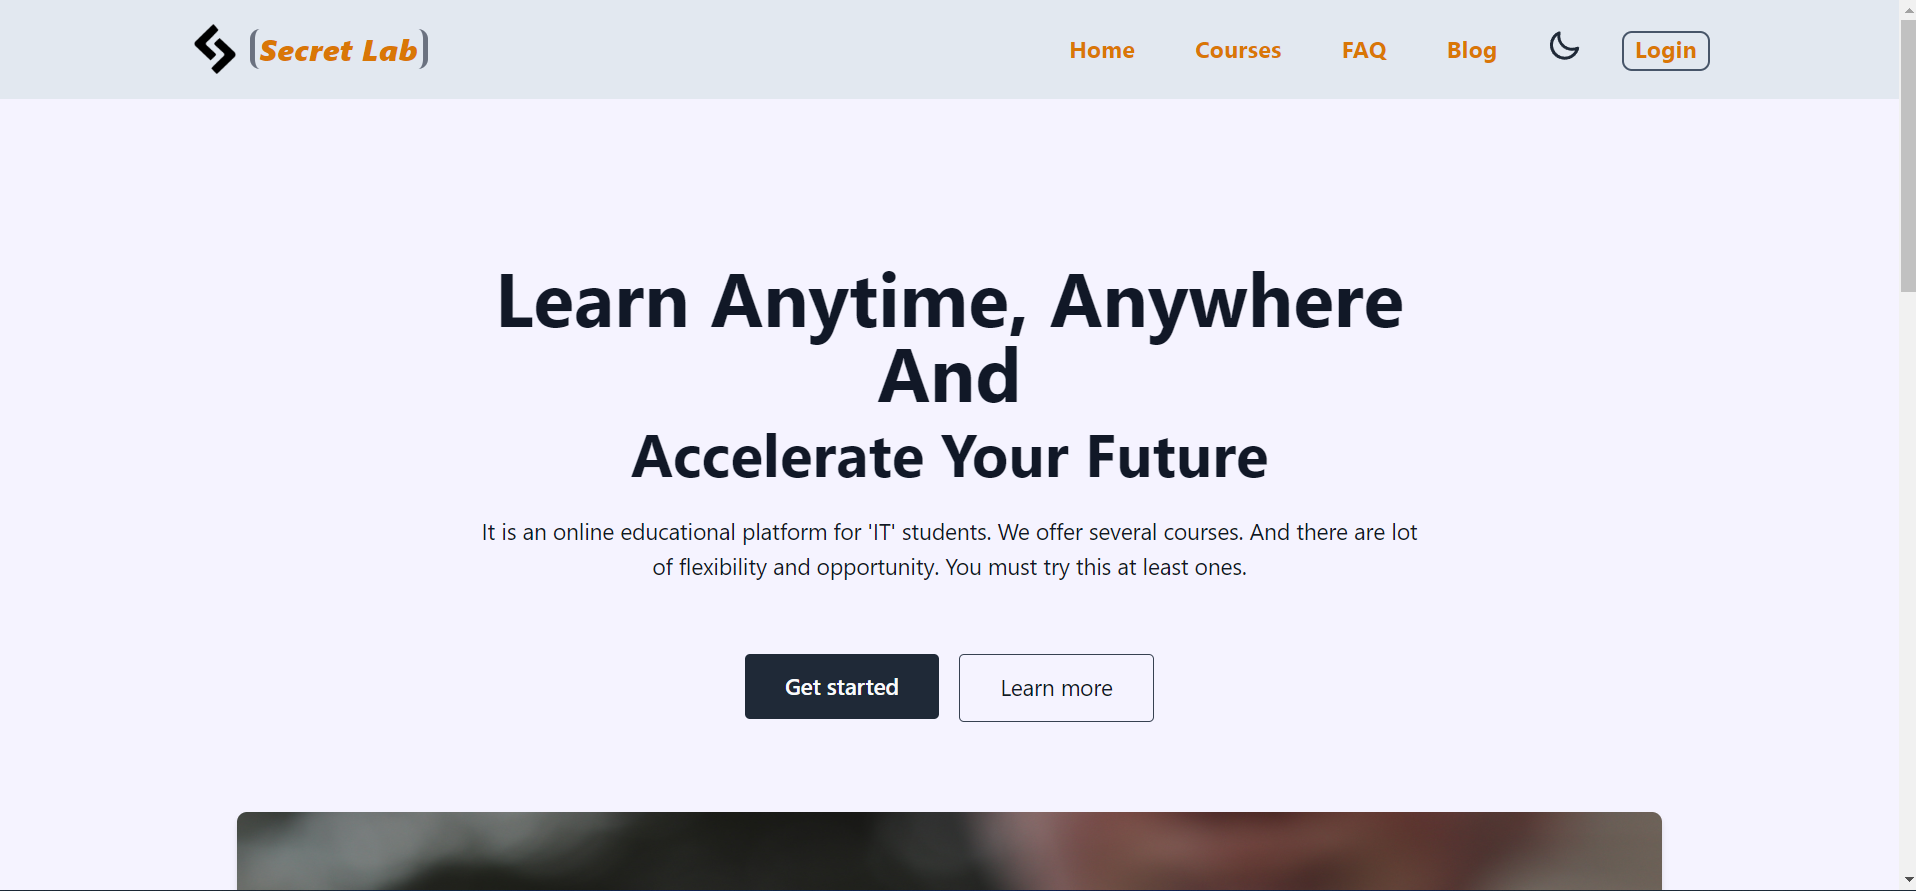 Secret Lab
Home Courses FAQ Blog Login
Learn Anytime, Anywhere
And
Accelerate Your Future
It is an online educational platform for 'IT' students. We offer several courses. And there are lot
of flexibility and opportunity. You must try this at least ones.
Get started Learn more